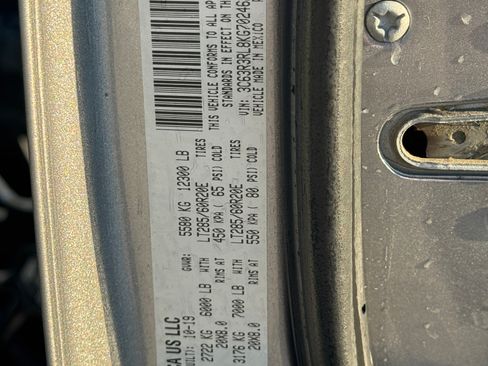 CA US LLC
BUILT): 10-19 GVWR: 5580 KG 12300 LB
2722 KG 6000 LB WITH LT285/60R20E TIRES
20X8.0 RIMS AT 450 KPA ( 65 PSI) COLD
3176 KG 7000 LB WITH LT285/60R20E TIRES
20X8.0 RIMS AT 550 KPA ( 80 PSI) COLD
THIS VEHICLE CONFORMS TO ALL AP
STANDARDS IN EFFECT ON TH
VIN: 3C63R3RL8KG70246
VEHICLE MADE IN MEXICO